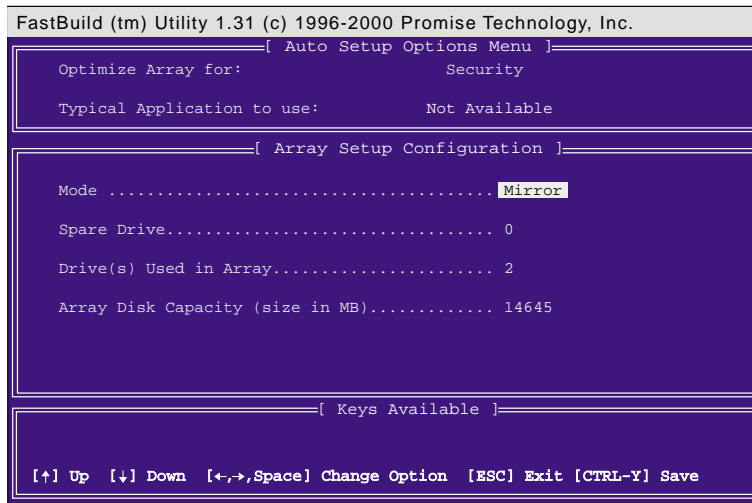 FastBuild (tm) Utility 1.31 (c) 1996-2000 Promise Technology, Inc.
[ Auto Setup Options Menu ]
Optimize Array for: Security
Typical Application to use: Not Available
[ Array Setup Configuration ]
Mode ........................................ Mirror
Spare Drive.................................. 0
Drive(s) Used in Array....................... 2
Array Disk Capacity (size in MB)............. 14645
[ Keys Available ]
[↑] Up [↓] Down [←,→,Space] Change Option [ESC] Exit [CTRL-Y] Save